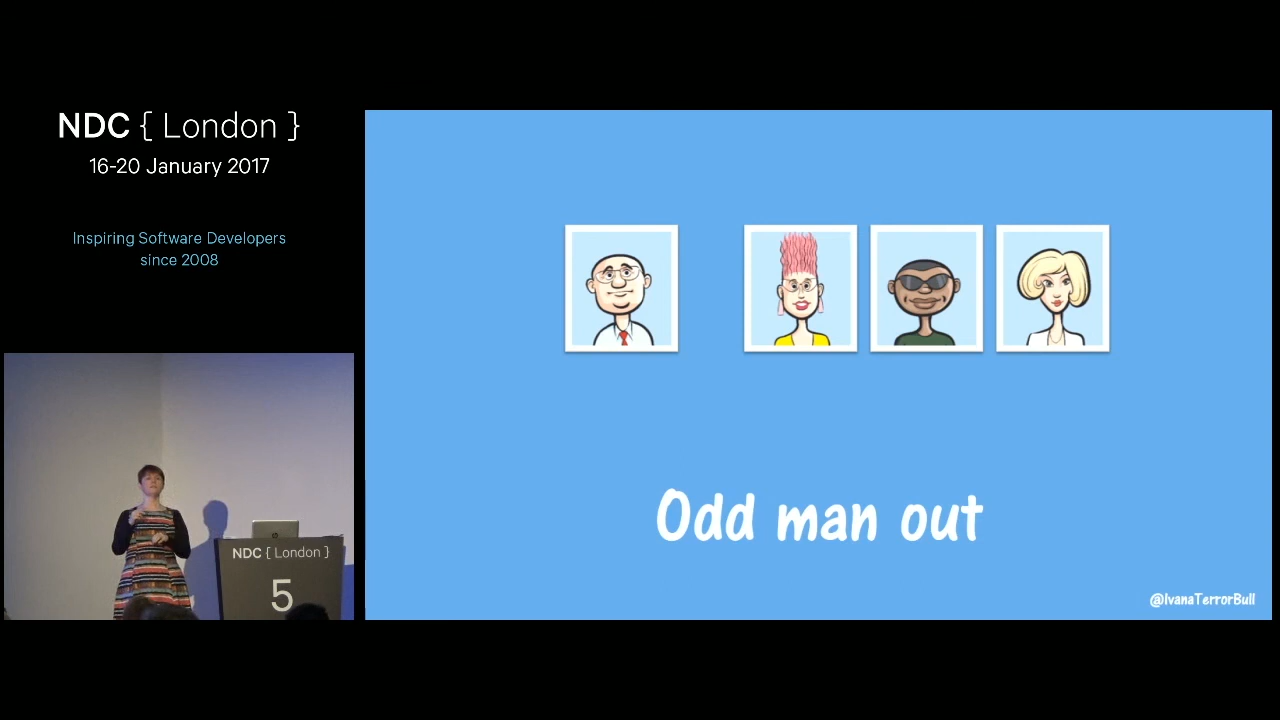 NDC { London }
16-20 January 2017
Inspiring Software Developers
since 2008
Odd man out
@IvanaTerrorBull
NDC { London }
5